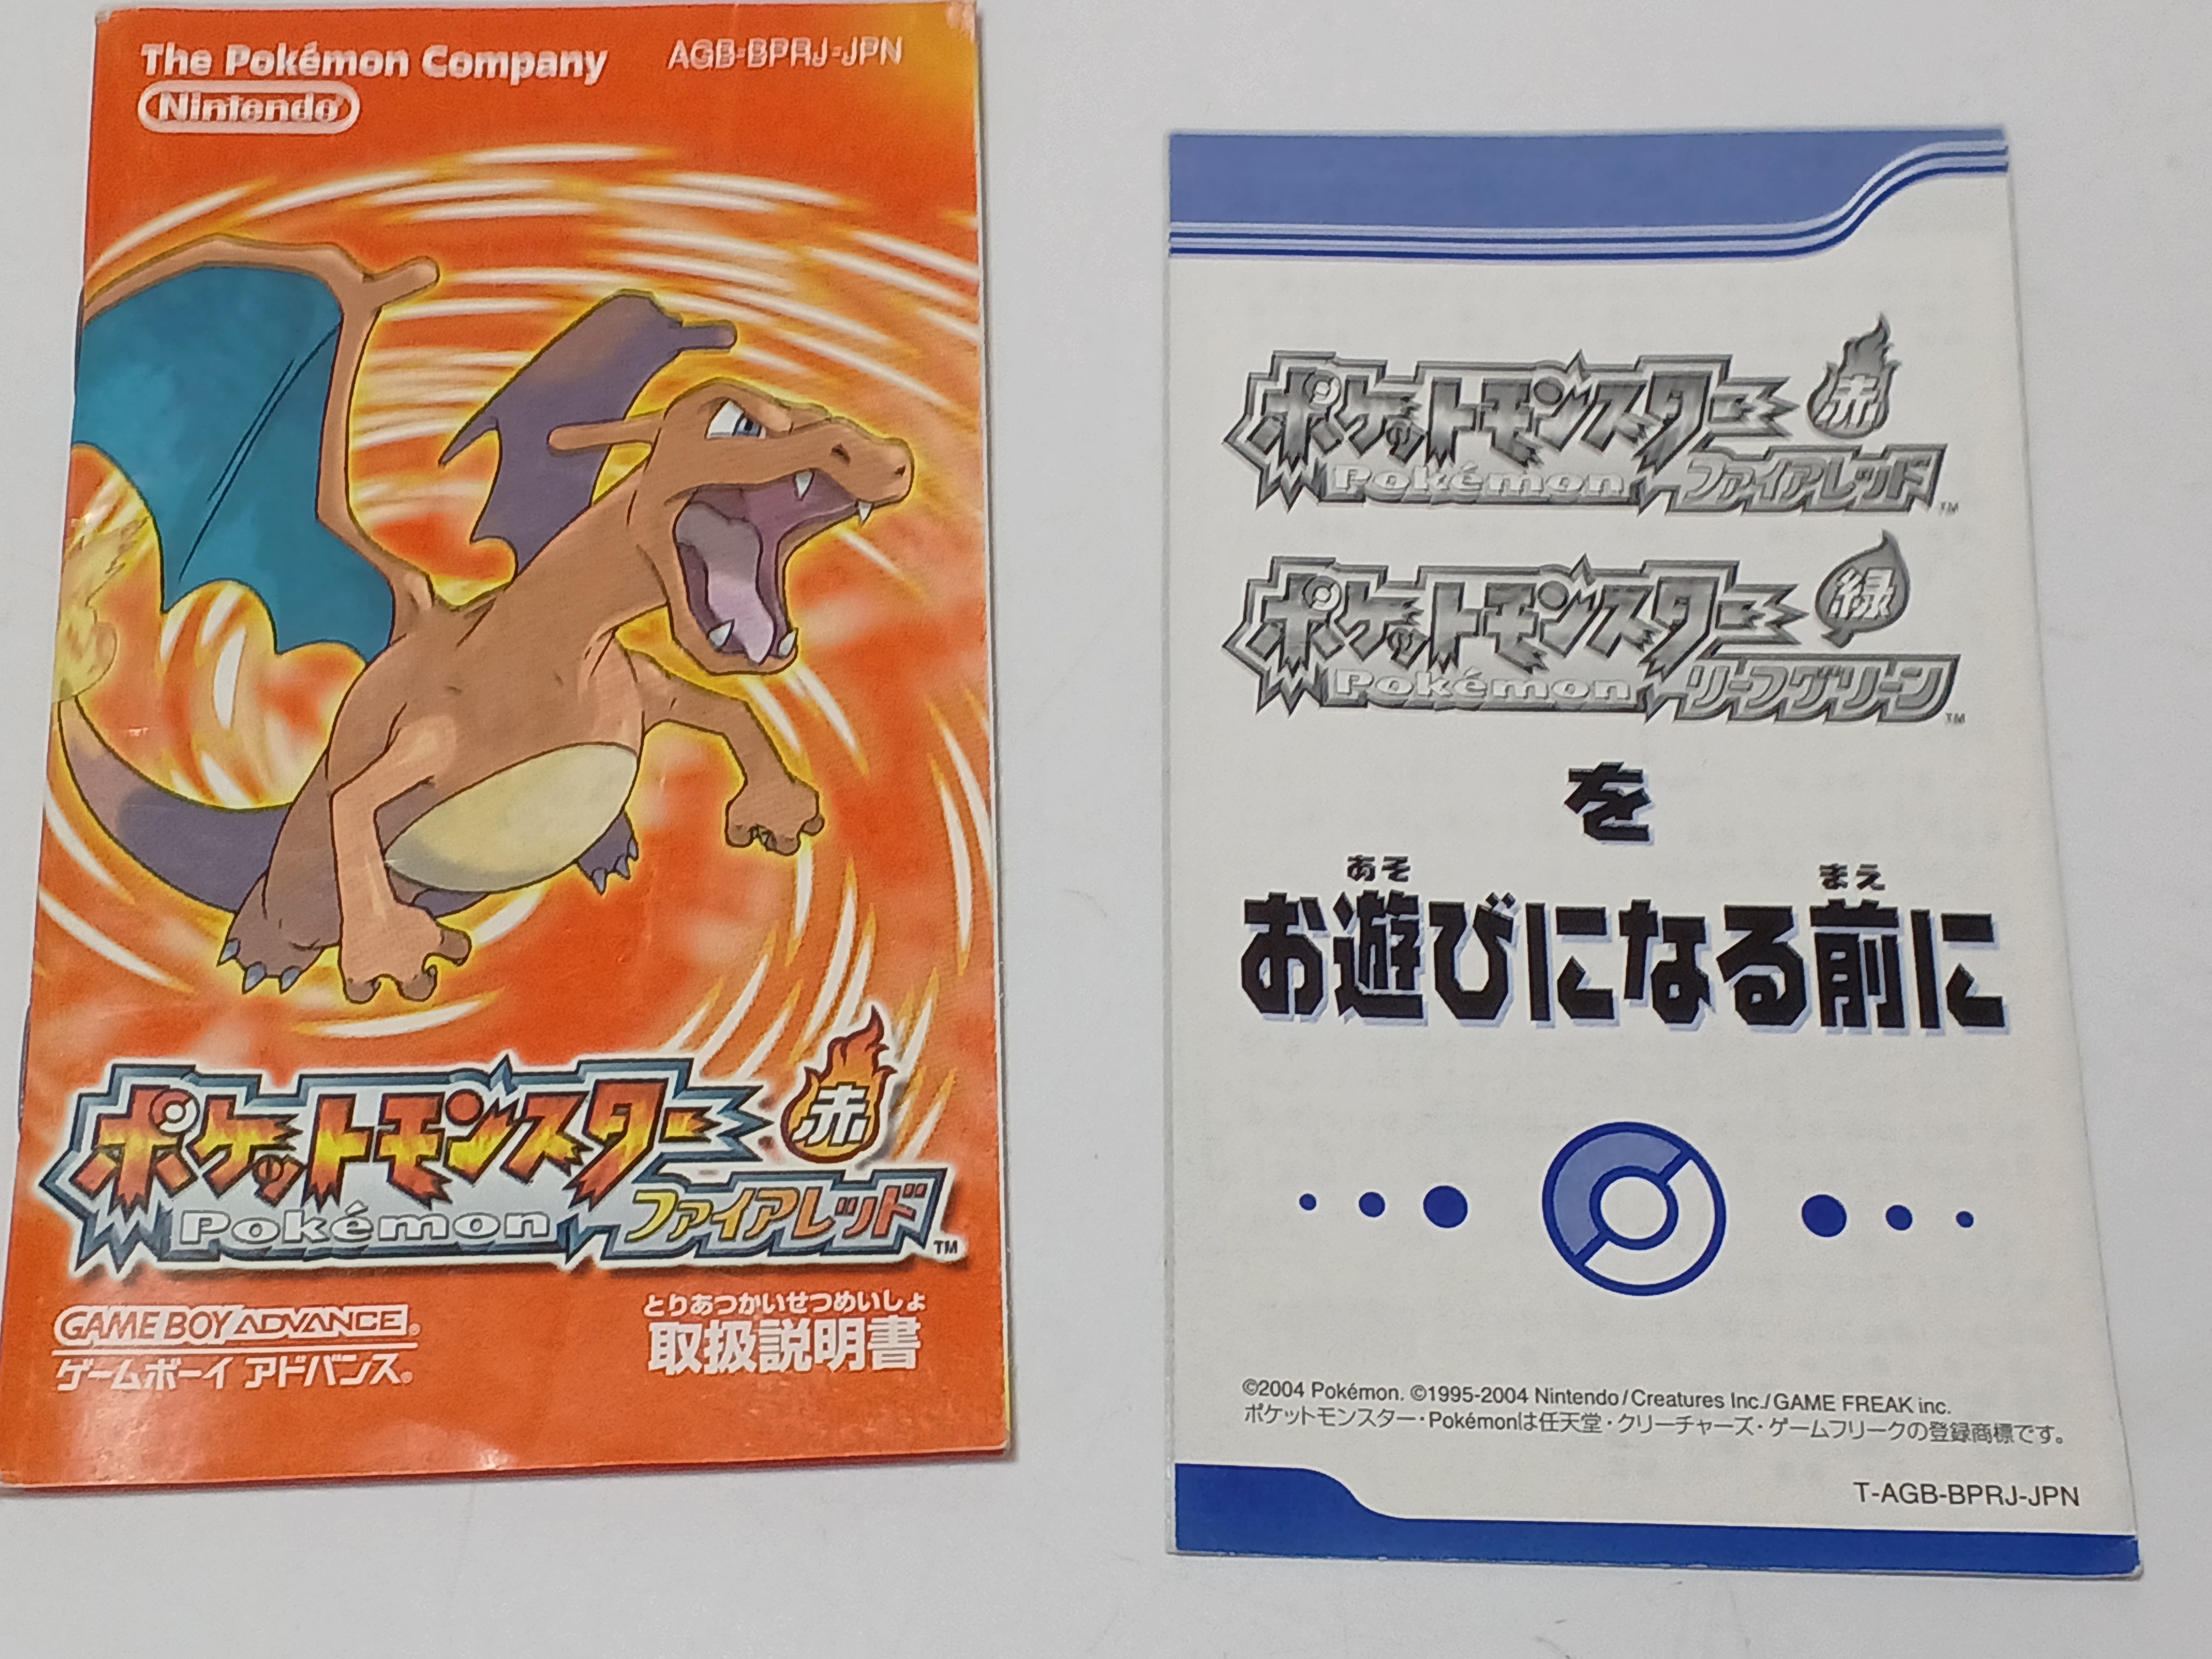 The Pokémon Company
Nintendo®
AGB-BPRJ-JPN
ポケットモンスター
赤
Pokémon
ファイアレッド™
GAME BOY ADVANCE®
ゲームボーイ アドバンス®
とりあつかいせつめいしょ
取扱説明書
ポケットモンスター
赤
Pokémon
ファイアレッド™
ポケットモンスター
緑
Pokémon
リーフグリーン™
を
あそ まえ
お遊びになる前に
©2004 Pokémon. ©1995-2004 Nintendo/Creatures Inc./GAME FREAK inc.
ポケットモンスター・Pokémonは任天堂・クリーチャーズ・ゲームフリークの登録商標です。
T-AGB-BPRJ-JPN